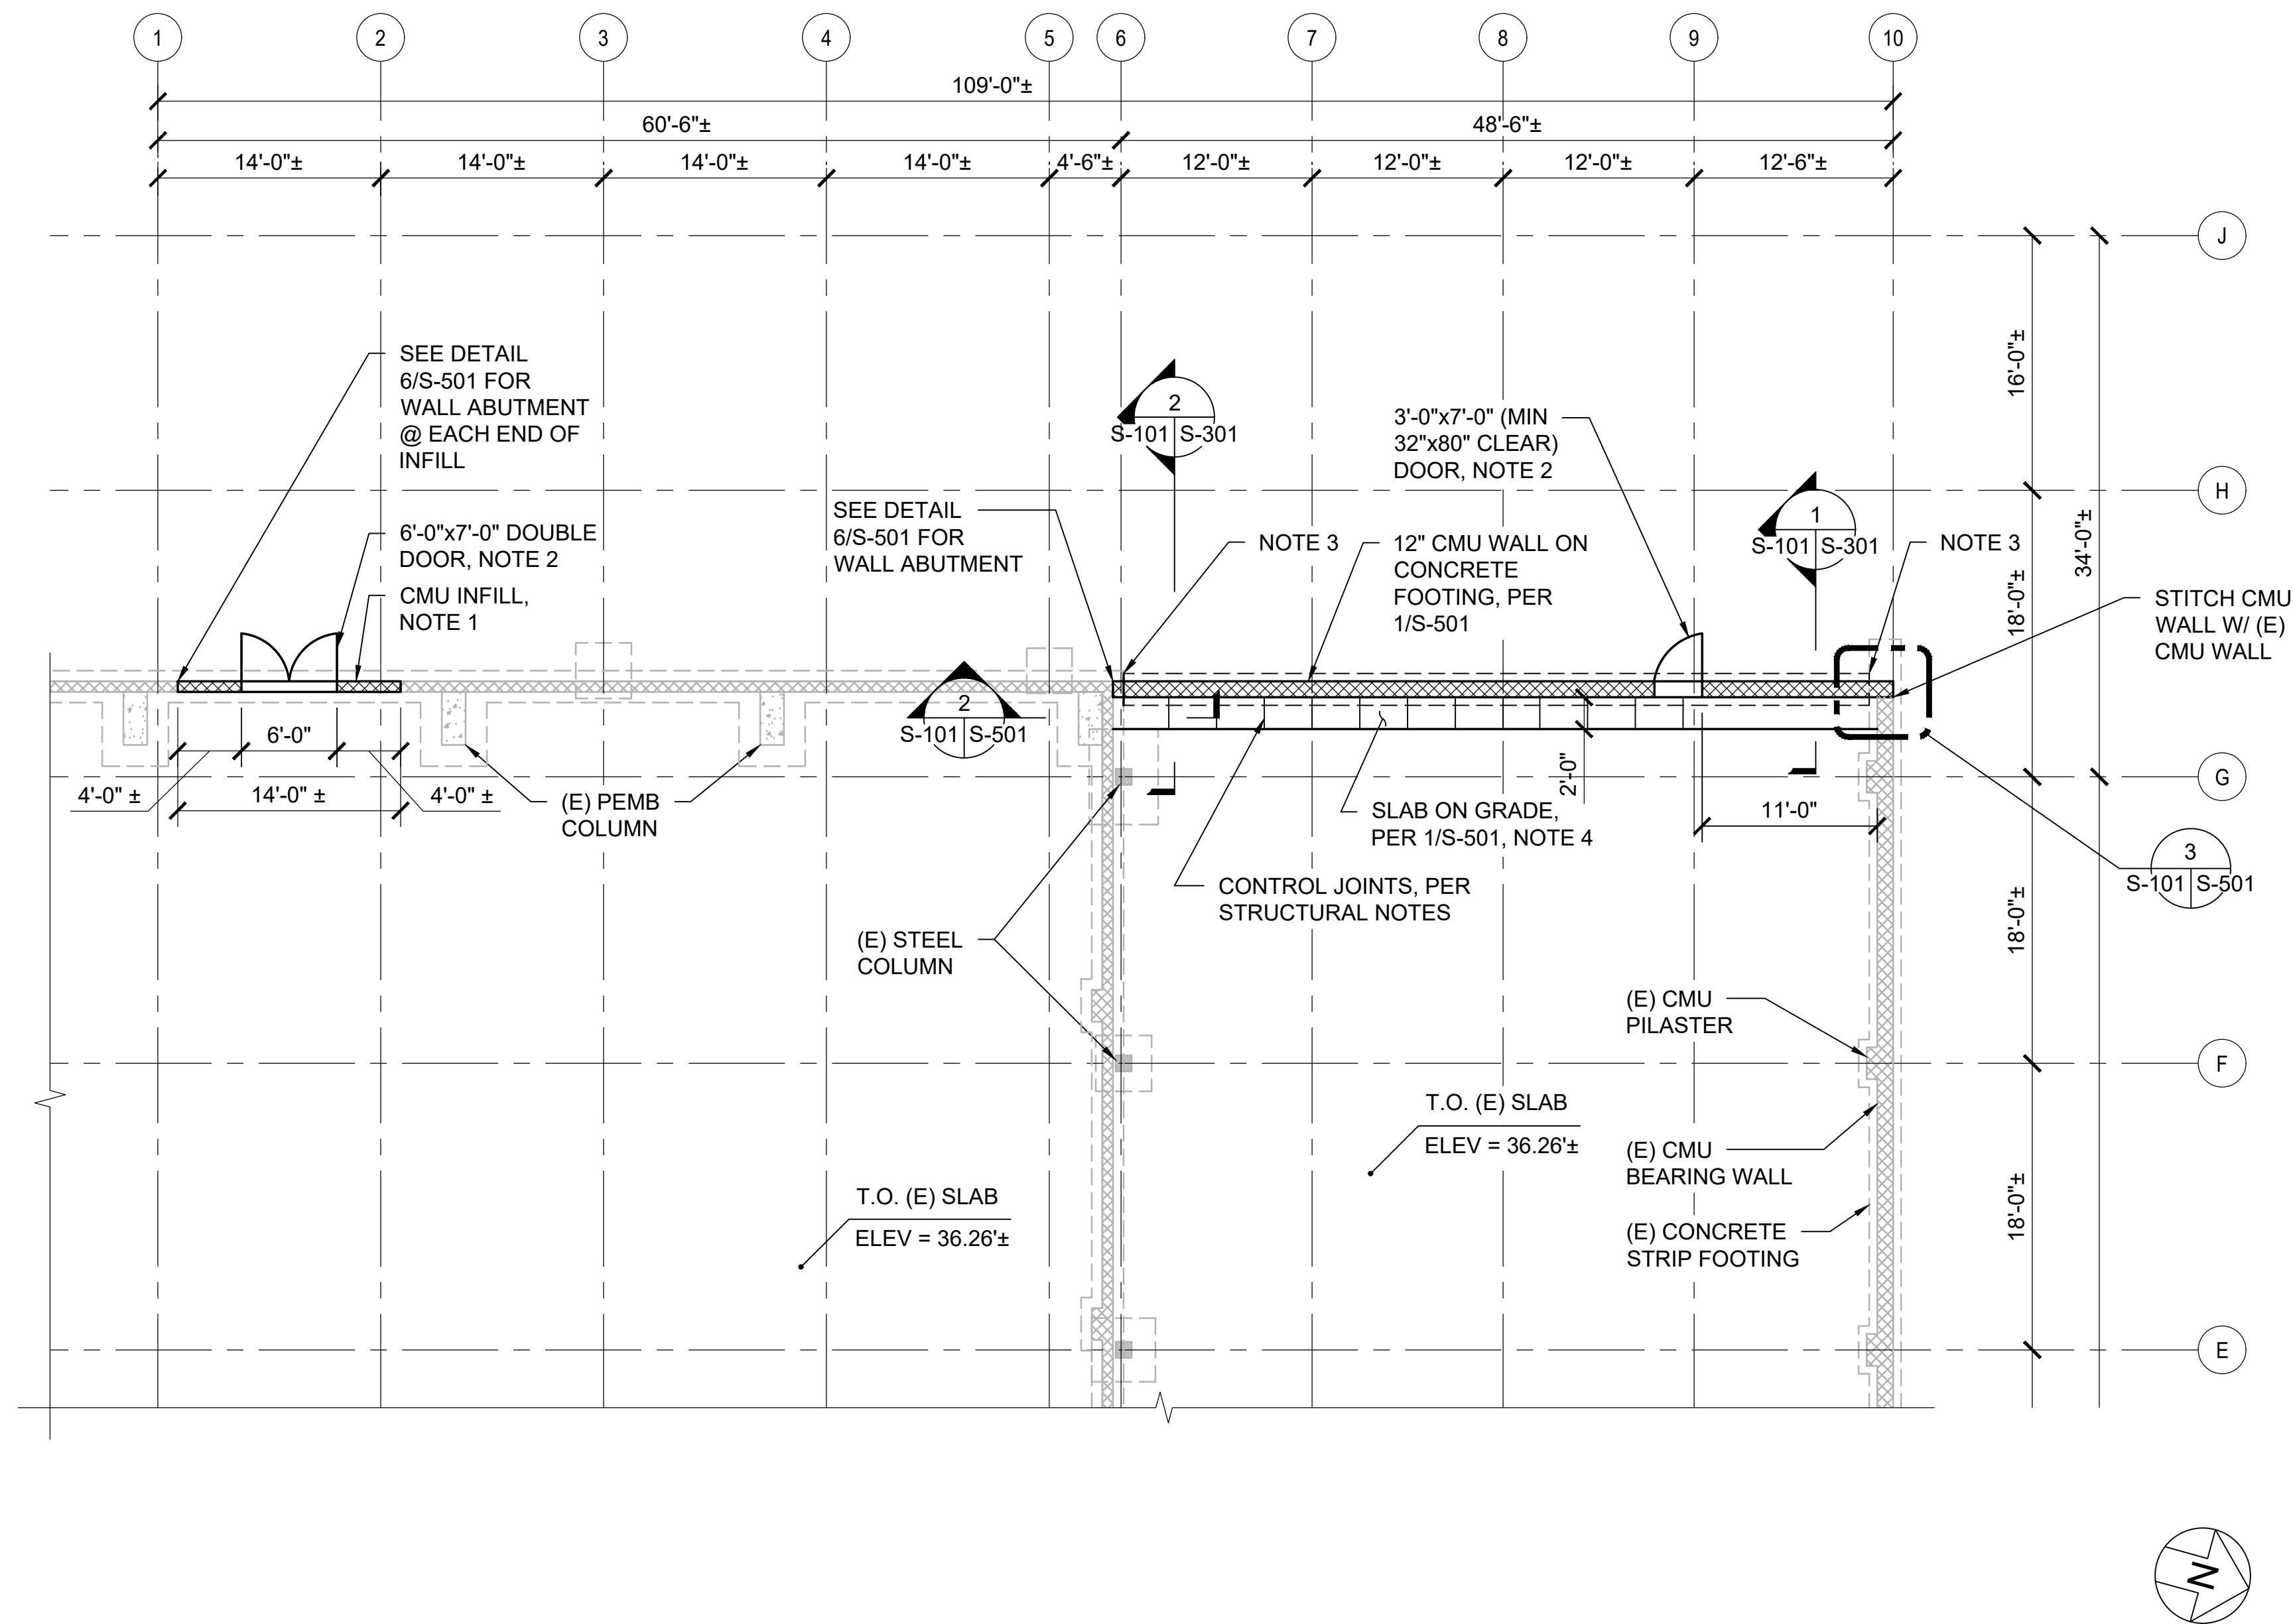 1 2 3 4 5 6 7 8 9 10
109'-0"±
60'-6"± 48'-6"±
14'-0"± 14'-0"± 14'-0"± 14'-0"± 4'-6"± 12'-0"± 12'-0"± 12'-0"± 12'-6"±
J
16'-0"±
H
34'-0"±
18'-0"±
G
18'-0"±
F
18'-0"±
E
SEE DETAIL
6/S-501 FOR
WALL ABUTMENT
@ EACH END OF
INFILL
6'-0"x7'-0" DOUBLE
DOOR, NOTE 2
CMU INFILL,
NOTE 1
SEE DETAIL
6/S-501 FOR
WALL ABUTMENT
2
S-101 S-301
NOTE 3
3'-0"x7'-0" (MIN
32"x80" CLEAR)
DOOR, NOTE 2
12" CMU WALL ON
CONCRETE
FOOTING, PER
1/S-501
1
S-101 S-301
NOTE 3
STITCH CMU
WALL W/ (E)
CMU WALL
2
S-101 S-501
6'-0"
4'-0" ±
14'-0" ±
4'-0" ±
(E) PEMB
COLUMN
2'-0"
SLAB ON GRADE,
PER 1/S-501, NOTE 4
11'-0"
3
S-101 S-501
CONTROL JOINTS, PER
STRUCTURAL NOTES
(E) STEEL
COLUMN
(E) CMU
PILASTER
T.O. (E) SLAB
ELEV = 36.26'±
(E) CMU
BEARING WALL
T.O. (E) SLAB
ELEV = 36.26'±
(E) CONCRETE
STRIP FOOTING
N